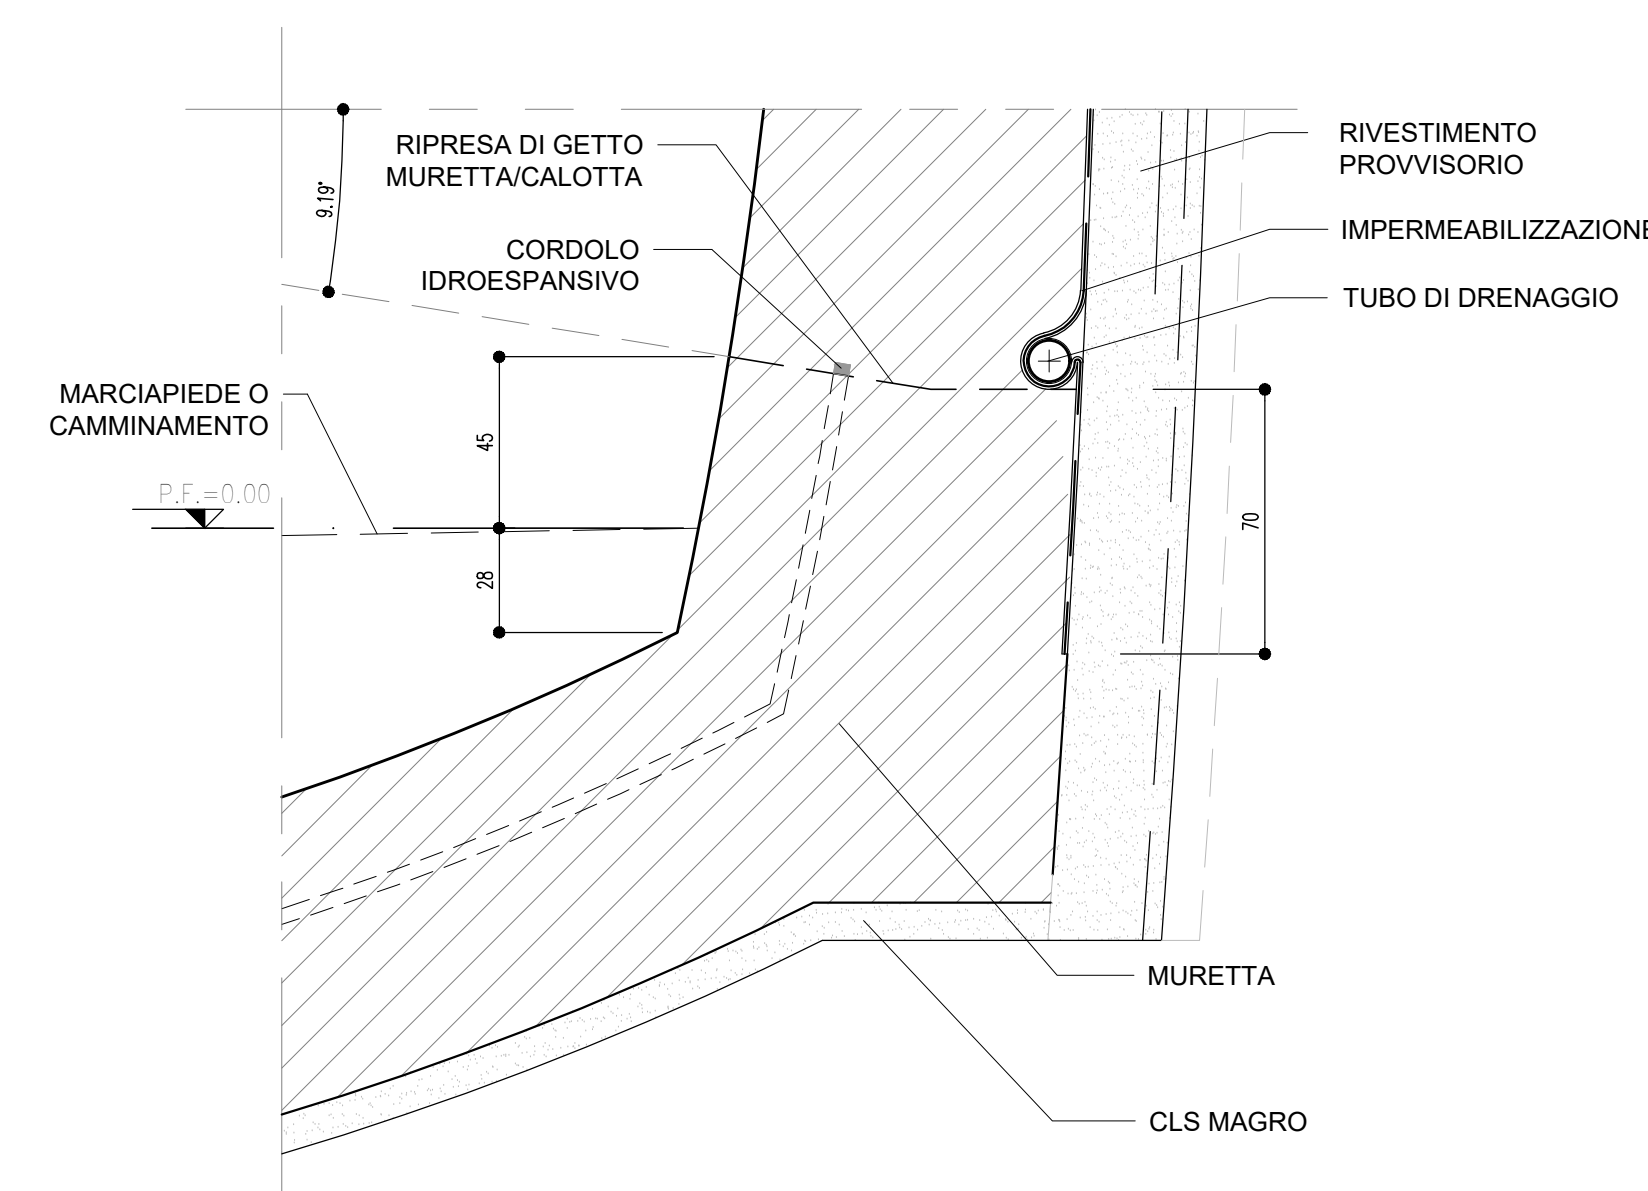 RIPRESA DI GETTO
MURETTA/CALOTTA
RIVESTIMENTO
PROVVISORIO
9.19°
CORDOLO
IDROESPANSIVO
IMPERMEABILIZZAZIONE
TUBO DI DRENAGGIO
MARCIAPIEDE O
CAMMINAMENTO
45
P.F.=0.00
70
28
MURETTA
CLS MAGRO